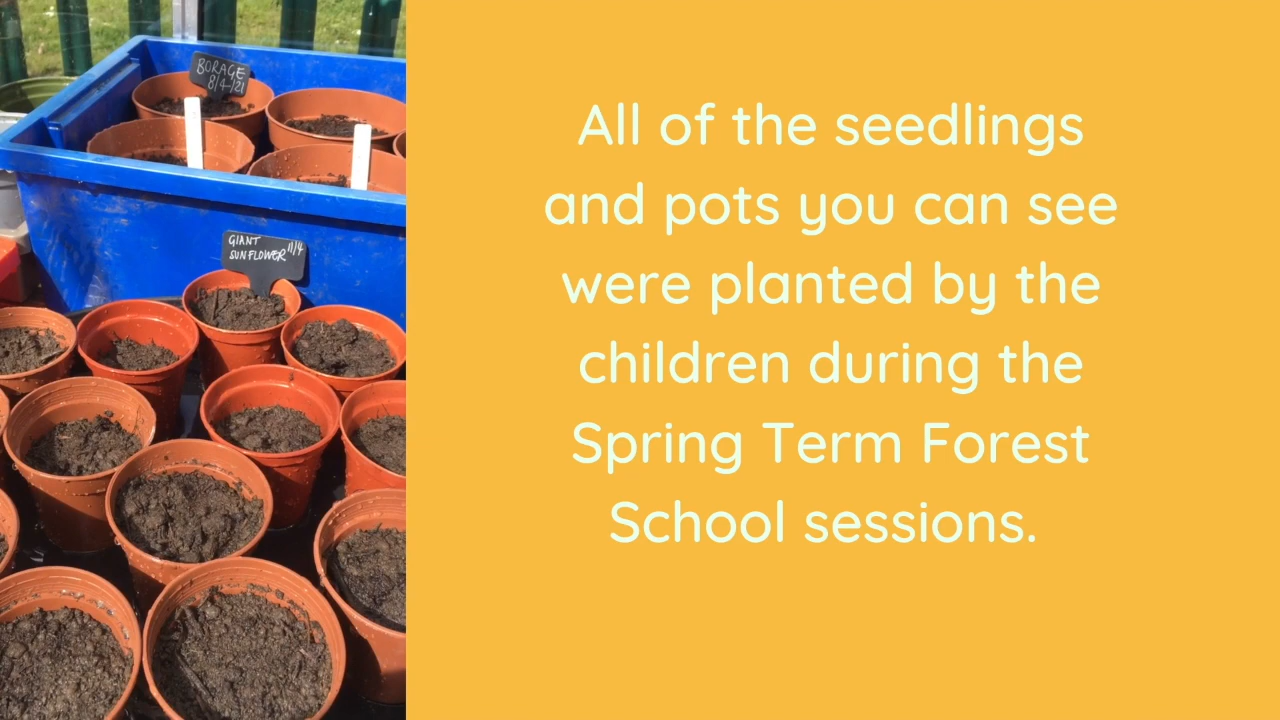 BORAGE
8/4/21
GIANT
SUNFLOWER 11/4
All of the seedlings
and pots you can see
were planted by the
children during the
Spring Term Forest
School sessions.